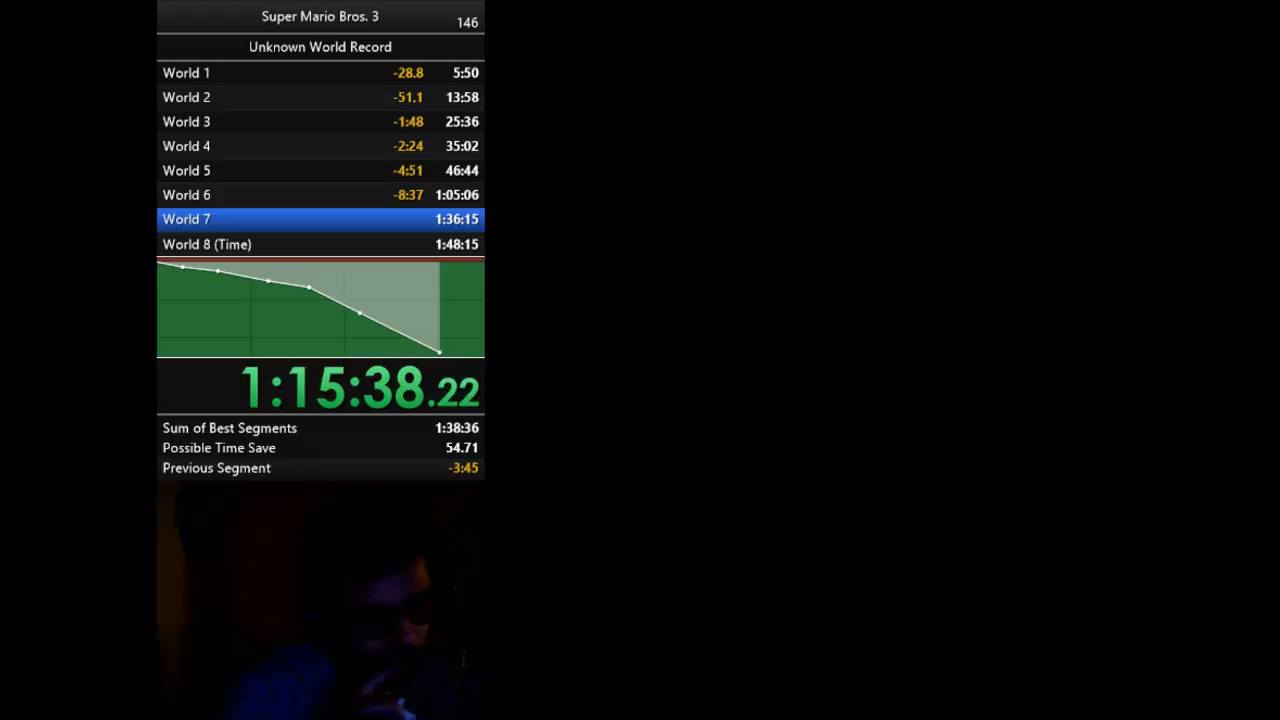 Super Mario Bros. 3
146
Unknown World Record
World 1 -28.8 5:50
World 2 -51.1 13:58
World 3 -1:48 25:36
World 4 -2:24 35:02
World 5 -4:51 46:44
World 6 -8:37 1:05:06
World 7 1:36:15
World 8 (Time) 1:48:15
1:15:38.22
Sum of Best Segments 1:38:36
Possible Time Save 54.71
Previous Segment -3:45